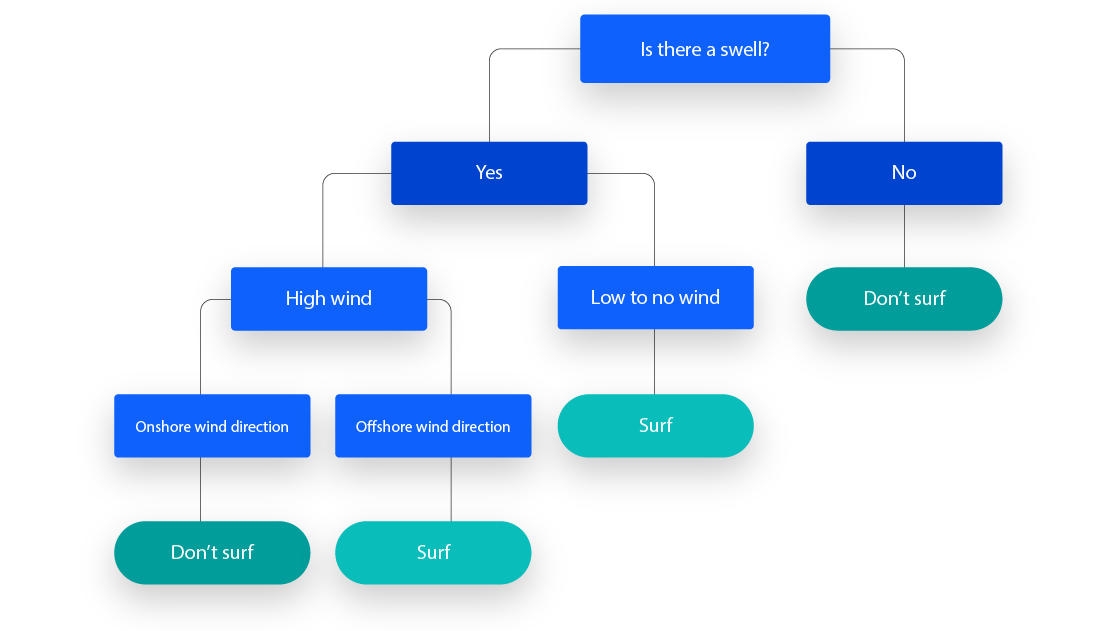 Is there a swell?
Yes
No
High wind
Low to no wind
Don’t surf
Onshore wind direction
Offshore wind direction
Surf
Don’t surf
Surf